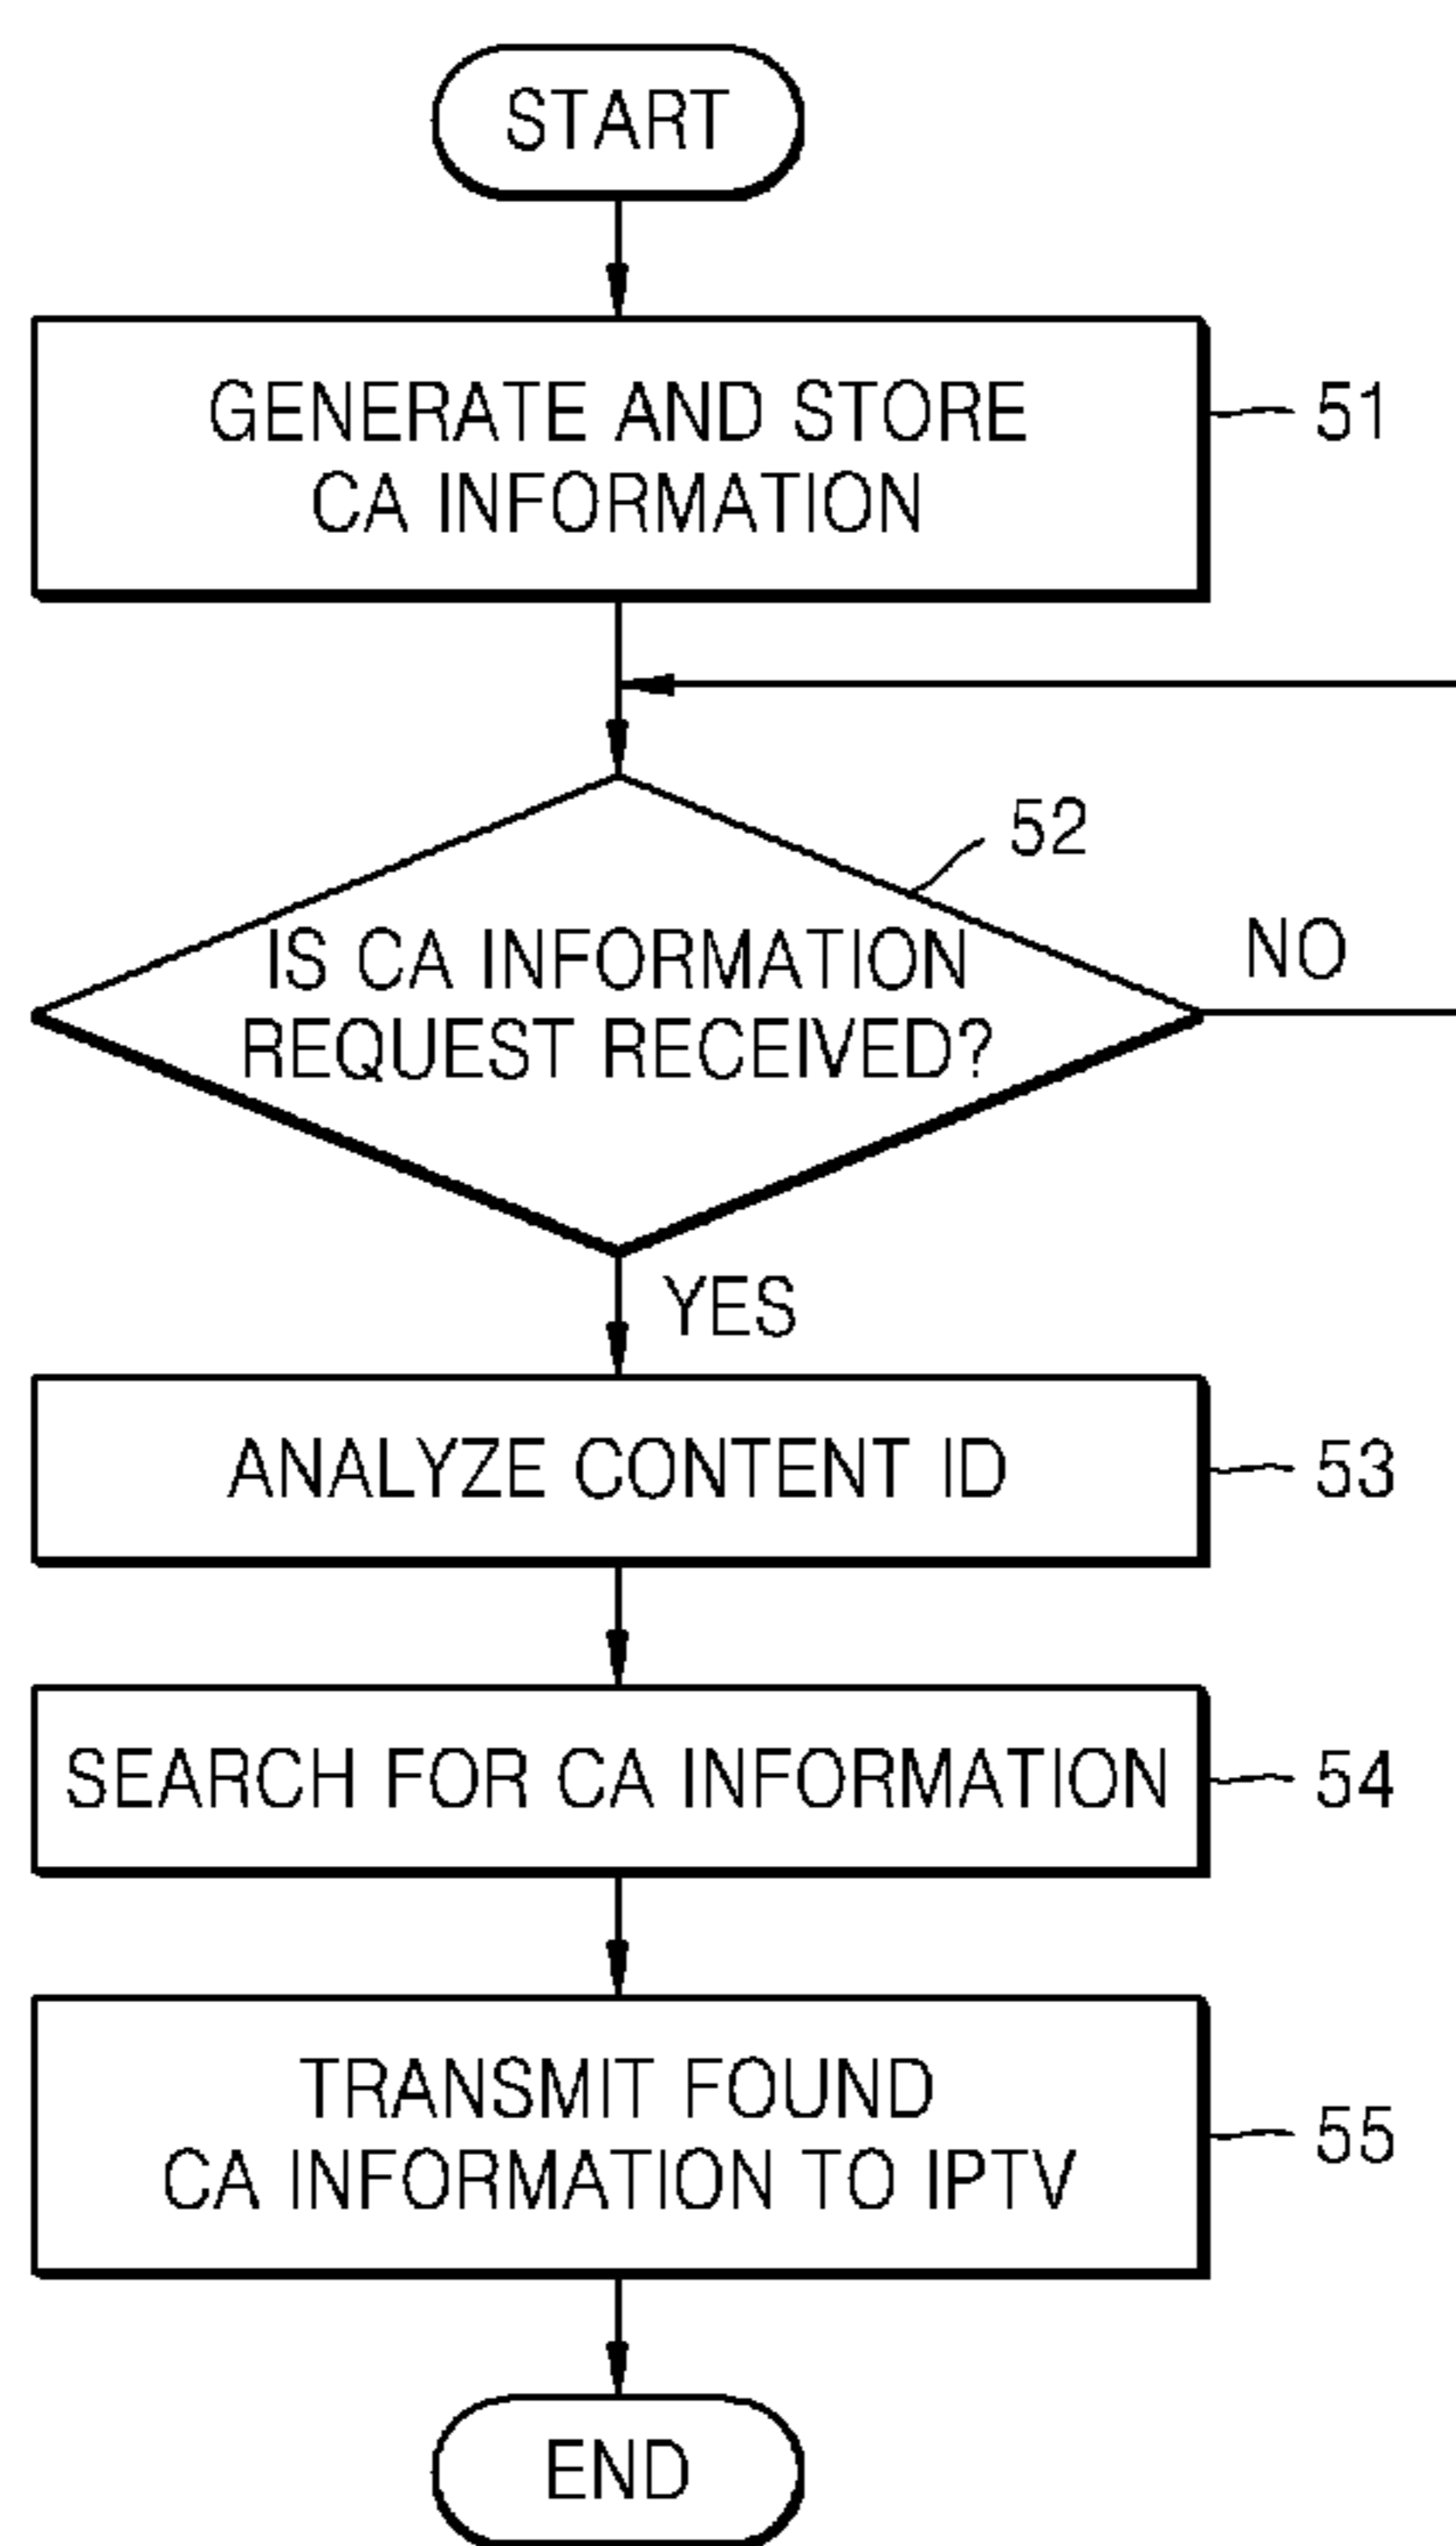 START
GENERATE AND STORE
CA INFORMATION
51
52
IS CA INFORMATION
REQUEST RECEIVED?
NO
YES
ANALYZE CONTENT ID
53
SEARCH FOR CA INFORMATION
54
TRANSMIT FOUND
CA INFORMATION TO IPTV
55
END